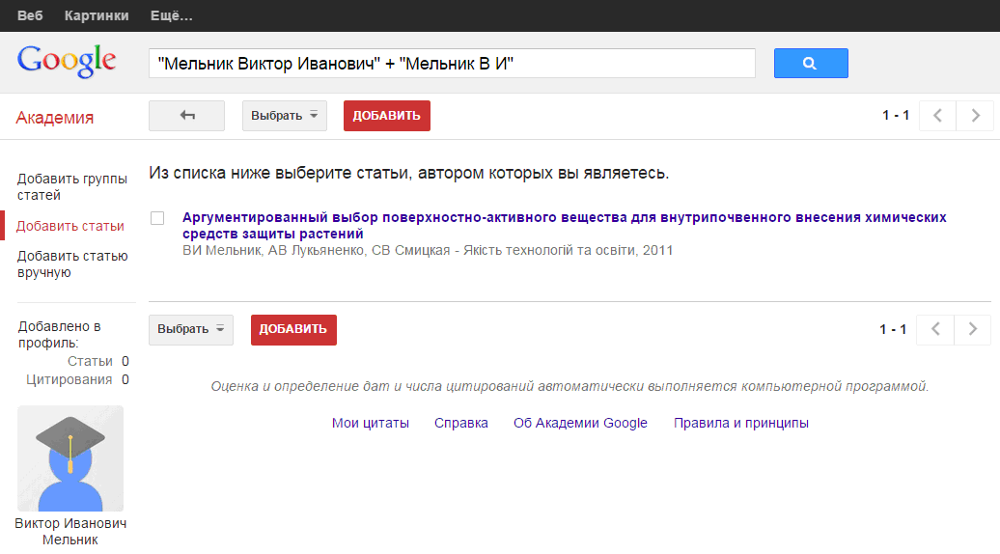 Веб Картинки Ещё...
Google "Мельник Виктор Иванович" + "Мельник В И"
Академия Выбрать ДОБАВИТЬ 1 - 1
Из списка ниже выберите статьи, автором которых вы являетесь.
Добавить группы
статей
Добавить статьи
Добавить статью
вручную
Аргументированный выбор поверхностно-активного вещества для внутрипочвенного внесения химических
средств защиты растений
ВИ Мельник, АВ Лукьяненко, СВ Смицкая - Якість технологій та освіти, 2011
Добавлено в
профиль:
Статьи 0
Цитирования 0
Виктор Иванович
Мельник
Выбрать ДОБАВИТЬ 1 - 1
Оценка и определение дат и числа цитирований автоматически выполняется компьютерной программой.
Мои цитаты Справка Об Академии Google Правила и принципы